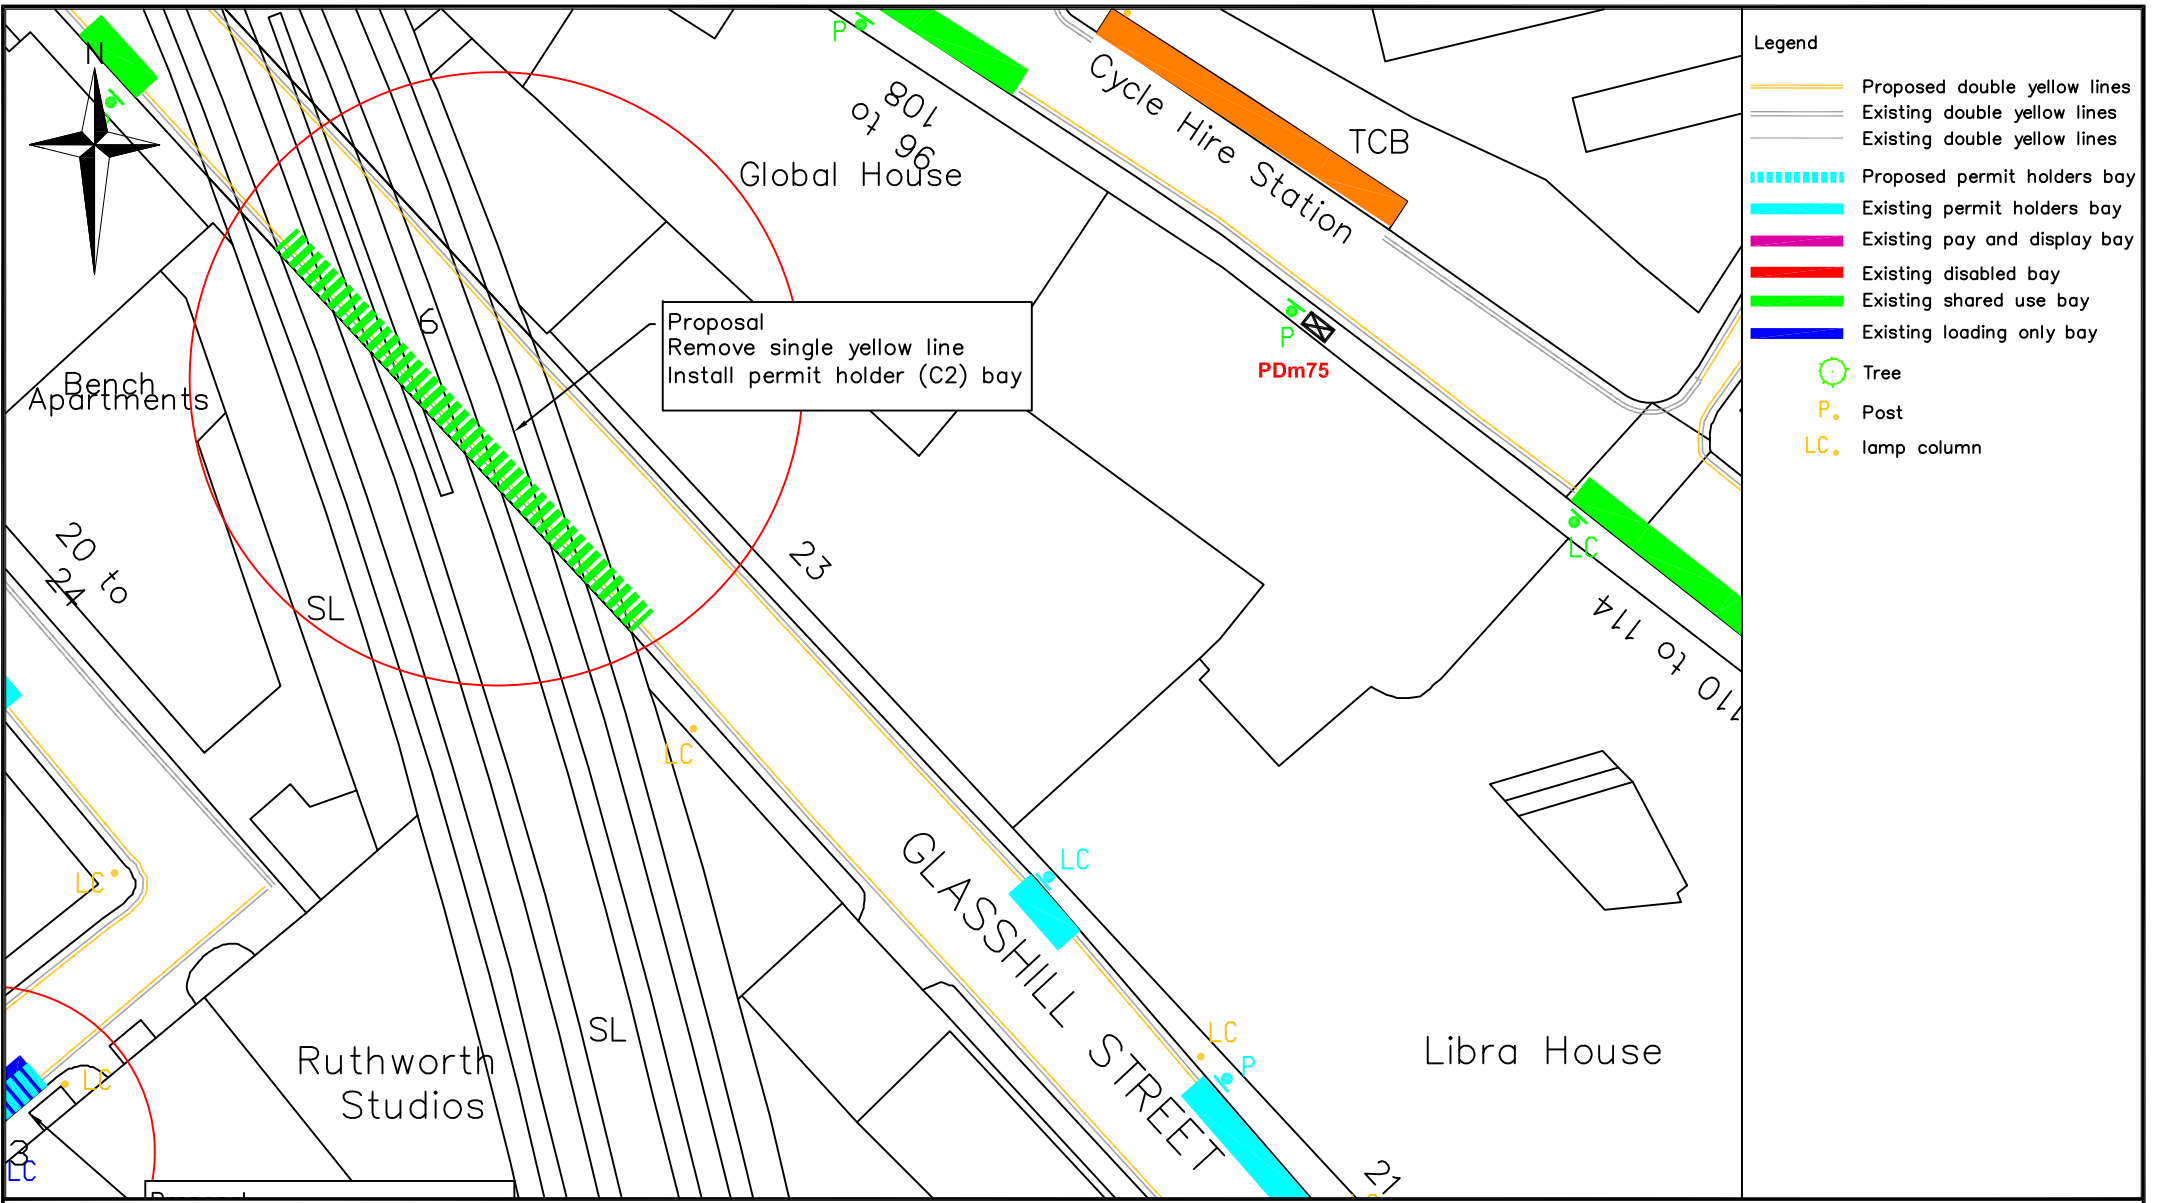 N
P
108
96 to
Global House
Cycle Hire Station
TCB
6
Proposal
Remove single yellow line
Install permit holder (C2) bay
P
PDm75
Bench
Apartments
20 to
24
SL
23
LC
110 to 114
LC
LC
LC
GLASSHILL STREET
SL
Ruthworth
Studios
LC
P
Libra House
LC
3
LC
21
Legend
Proposed double yellow lines
Existing double yellow lines
Existing double yellow lines
Proposed permit holders bay
Existing permit holders bay
Existing pay and display bay
Existing disabled bay
Existing shared use bay
Existing loading only bay
Tree
P. Post
LC. lamp column